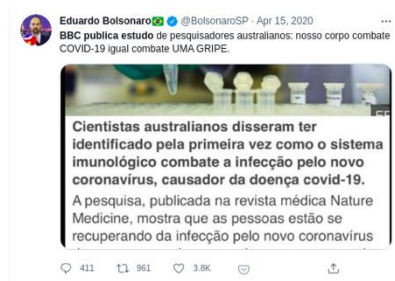 Eduardo Bolsonaro @BolsonaroSP · Apr 15, 2020
BBC publica estudo de pesquisadores australianos: nosso corpo combate
COVID-19 igual combate UMA GRIPE.
Cientistas australianos disseram ter
identificado pela primeira vez como o sistema
imunológico combate a infecção pelo novo
coronavírus, causador da doença covid-19.
A pesquisa, publicada na revista médica Nature
Medicine, mostra que as pessoas estão se
recuperando da infecção pelo novo coronavírus
411 961 3.8K